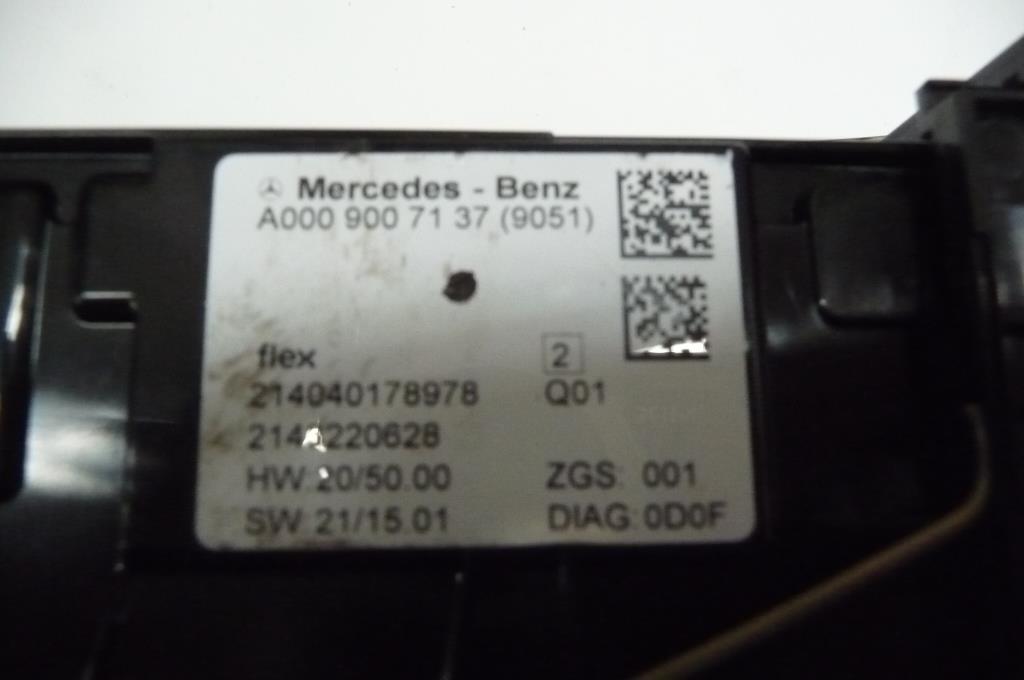 Mercedes - Benz
A000 900 71 37 (9051)
flex 2
214040178978 Q01
HW: 20/50.00 ZGS: 001
SW: 21/15.01 DIAG: 0D0F